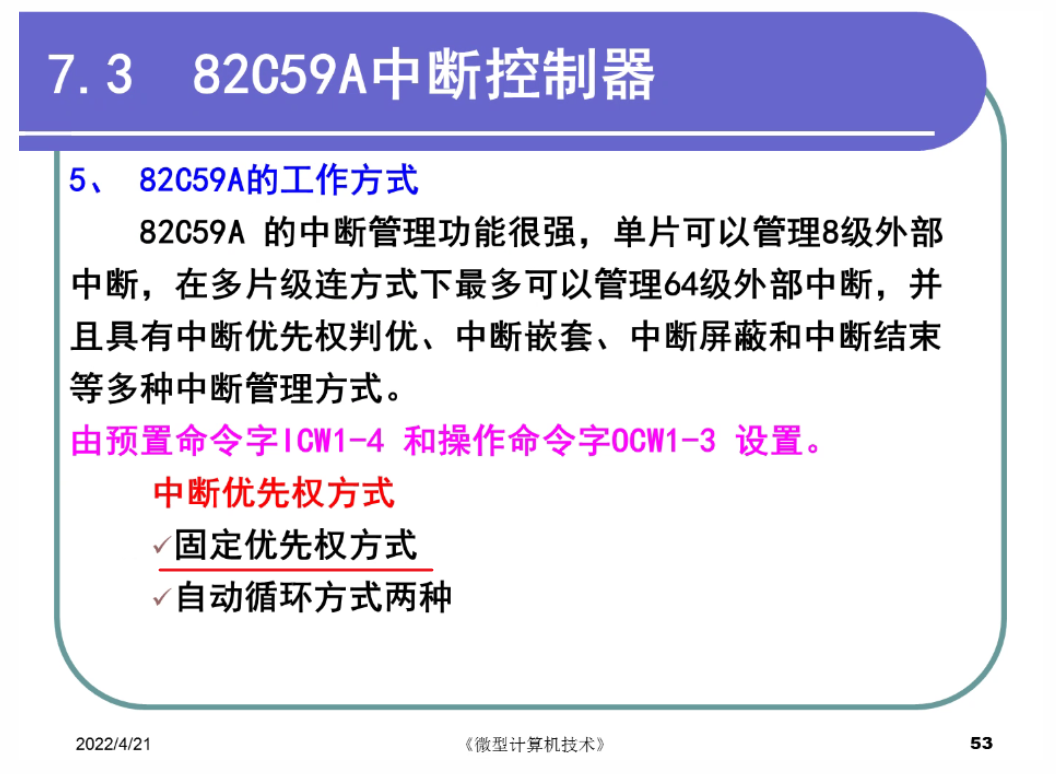 7.3 82C59A中断控制器
5、 82C59A的工作方式
82C59A 的中断管理功能很强，单片可以管理8级外部
中断，在多片级连方式下最多可以管理64级外部中断，并
且具有中断优先权判优、中断嵌套、中断屏蔽和中断结束
等多种中断管理方式。
由预置命令字ICW1-4 和操作命令字OCW1-3 设置。
中断优先权方式
✓固定优先权方式
✓自动循环方式两种
2022/4/21
《微型计算机技术》
53